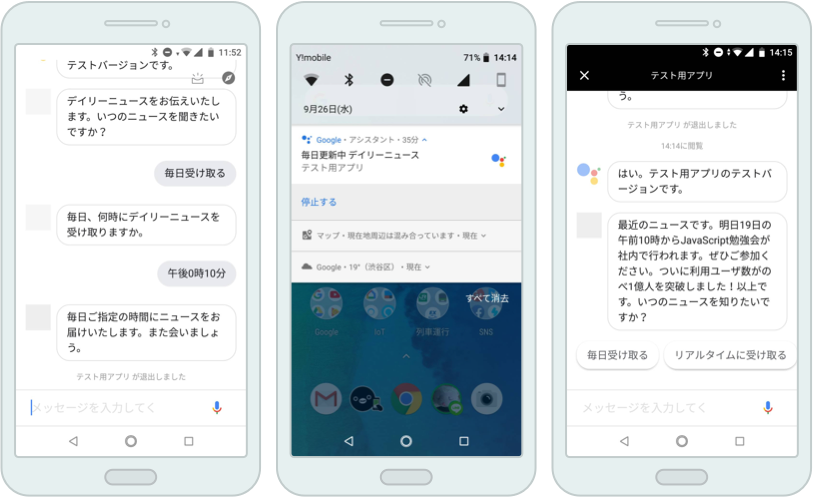 11:52
テストバージョンです。
デイリーニュースをお伝えいたし
ます。いつのニュースを聞きたい
ですか？
毎日受け取る
毎日、何時にデイリーニュースを
受け取りますか。
午後0時10分
毎日ご指定の時間にニュースをお
届けいたします。また会いましょ
う。
テスト用アプリ が退出しました
メッセージを入力してく
Y!mobile
71% 14:14
9月26日(水)
Google・アシスタント・35分
毎日更新中 デイリーニュース
テスト用アプリ
停止する
マップ・現在地周辺は混み合っています・現在
Google・19°（渋谷区）・現在
すべて消去
Google
IoT
列車運行
SNS
14:15
テスト用アプリ
う。
テスト用アプリ が退出しました
14:14に閲覧
はい。テスト用アプリのテストバ
ージョンです。
最近のニュースです。明日19日の
午前10時からJavaScript勉強会が
社内で行われます。ぜひご参加く
ださい。ついに利用ユーザ数がの
べ1億人を突破しました！以上で
す。いつのニュースを知りたいで
すか？
毎日受け取る
リアルタイムに受け取る
メッセージを入力してく